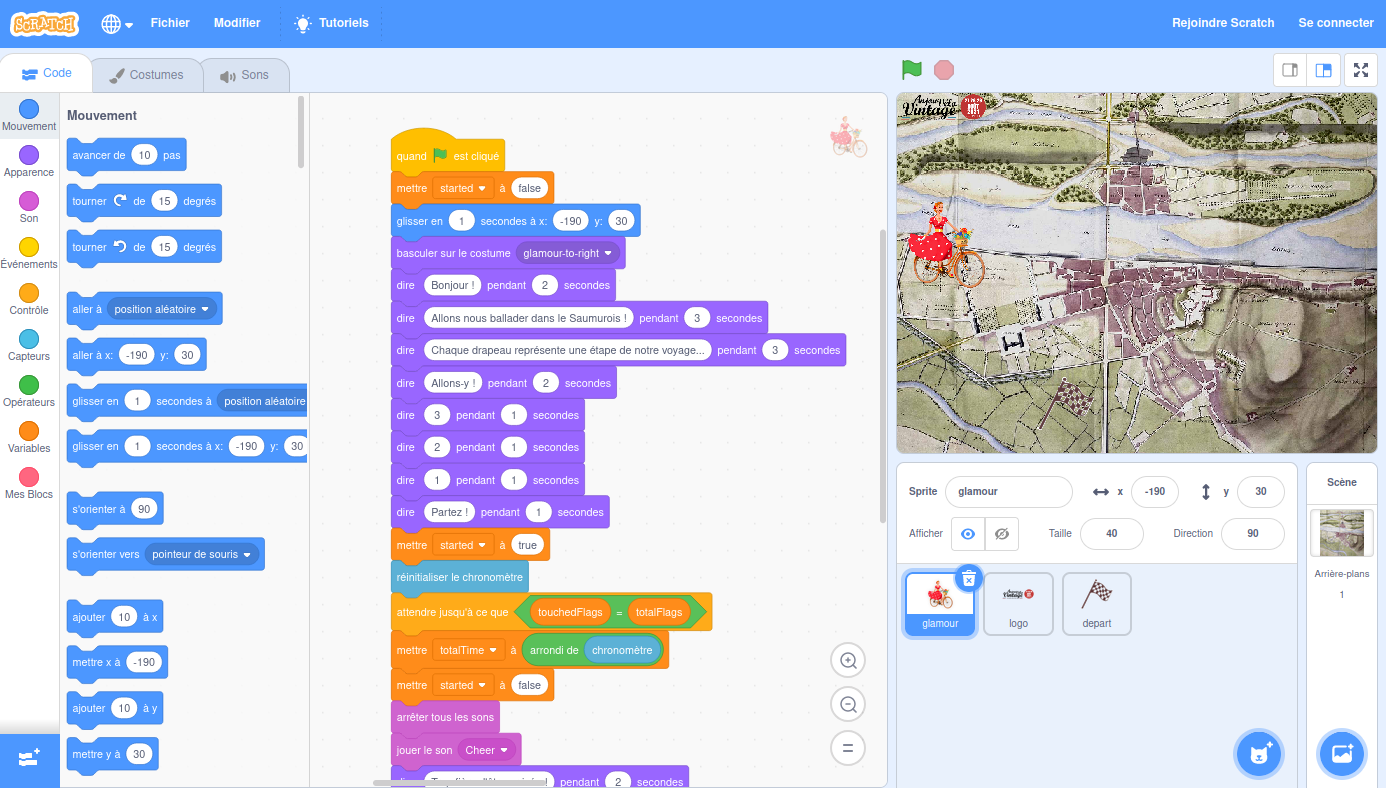 SCRATCH
Fichier
Modifier
Tutoriels
Rejoindre Scratch
Se connecter
Code
Costumes
Sons
Mouvement
Apparence
Son
Événements
Contrôle
Capteurs
Opérateurs
Variables
Mes Blocs
Mouvement
avancer de 10 pas
tourner de 15 degrés
tourner de 15 degrés
aller à position aléatoire
aller à x: -190 y: 30
glisser en 1 secondes à position aléatoire
glisser en 1 secondes à x: -190 y: 30
s'orienter à 90
s'orienter vers pointeur de souris
ajouter 10 à x
mettre x à -190
ajouter 10 à y
mettre y à 30
quand est cliqué
mettre started à false
glisser en 1 secondes à x: -190 y: 30
basculer sur le costume glamour-to-right
dire Bonjour ! pendant 2 secondes
dire Allons nous ballader dans le Saumurois ! pendant 3 secondes
dire Chaque drapeau représente une étape de notre voyage... pendant 3 secondes
dire Allons-y ! pendant 2 secondes
dire 3 pendant 1 secondes
dire 2 pendant 1 secondes
dire 1 pendant 1 secondes
dire Partez ! pendant 1 secondes
mettre started à true
réinitialiser le chronomètre
attendre jusqu'à ce que touchedFlags = totalFlags
mettre totalTime à arrondi de chronomètre
mettre started à false
arrêter tous les sons
jouer le son Cheer
pendant 2 secondes
Vintage
Sprite glamour x -190 y 30
Afficher Taille 40 Direction 90
glamour
logo
depart
Scène
Arrière-plans
1